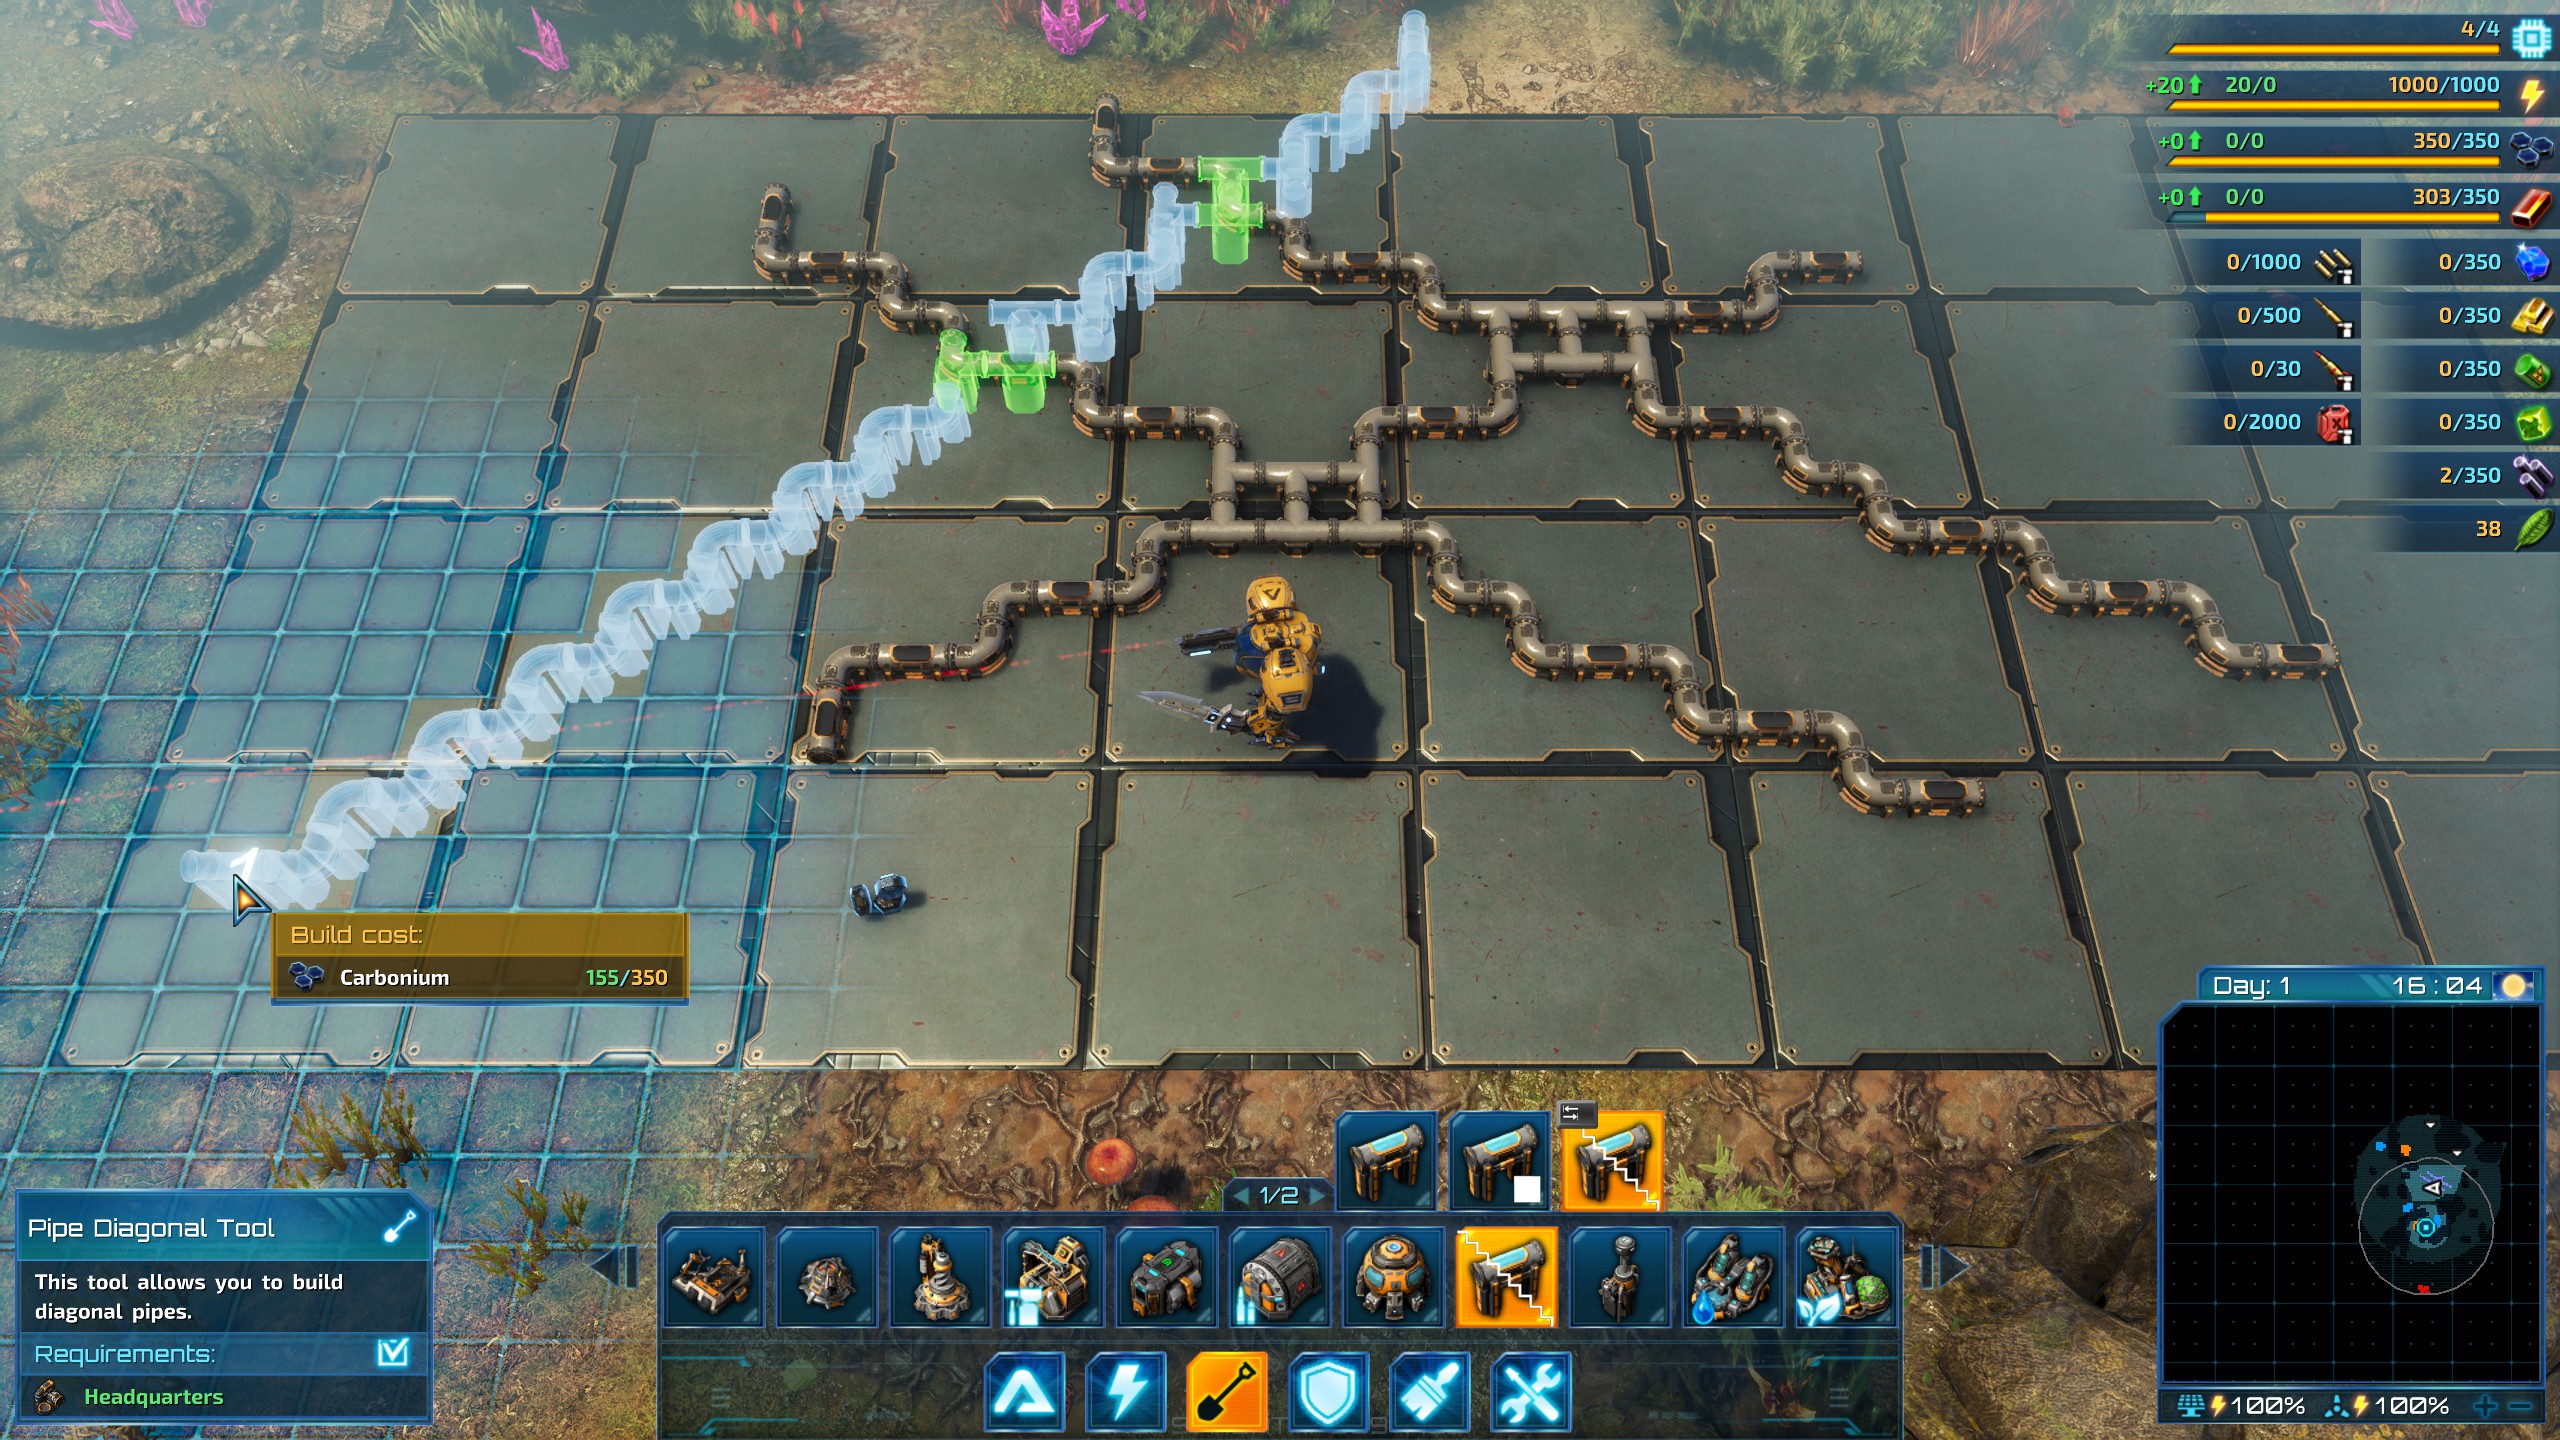 4/4
+20 20/0 1000/1000
+0 0/0 350/350
+0 0/0 303/350
0/1000 0/350
0/500 0/350
0/30 0/350
0/2000 0/350
2/350
38
1
Build cost:
Carbonium 155/350
Day: 1 16:04
1/2
Pipe Diagonal Tool
This tool allows you to build
diagonal pipes.
Requirements:
Headquarters
100% 100%